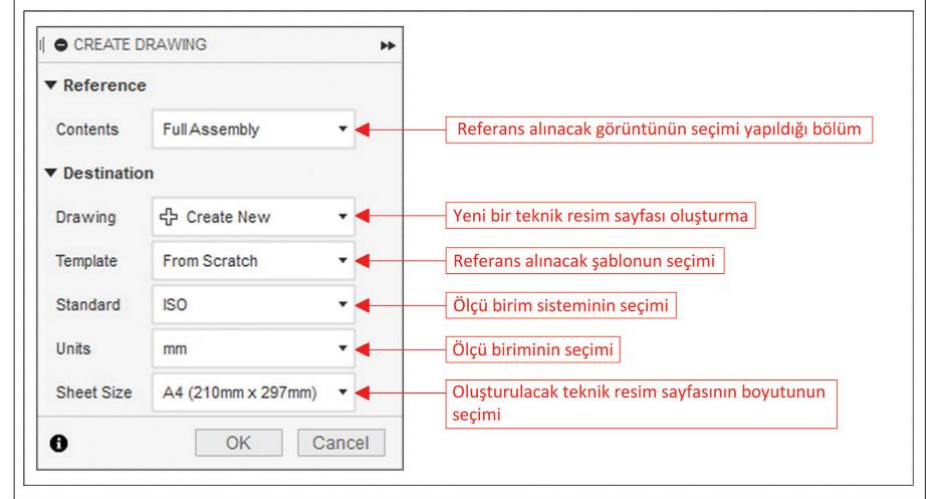 CREATE DRAWING
Reference
Contents Full Assembly Referans alınacak görüntünün seçimi yapıldığı bölüm
Destination
Drawing Create New Yeni bir teknik resim sayfası oluşturma
Template From Scratch Referans alınacak şablonun seçimi
Standard ISO Ölçü birim sisteminin seçimi
Units mm Ölçü biriminin seçimi
Sheet Size A4 (210mm x 297mm) Oluşturulacak teknik resim sayfasının boyutunun
seçimi
OK Cancel